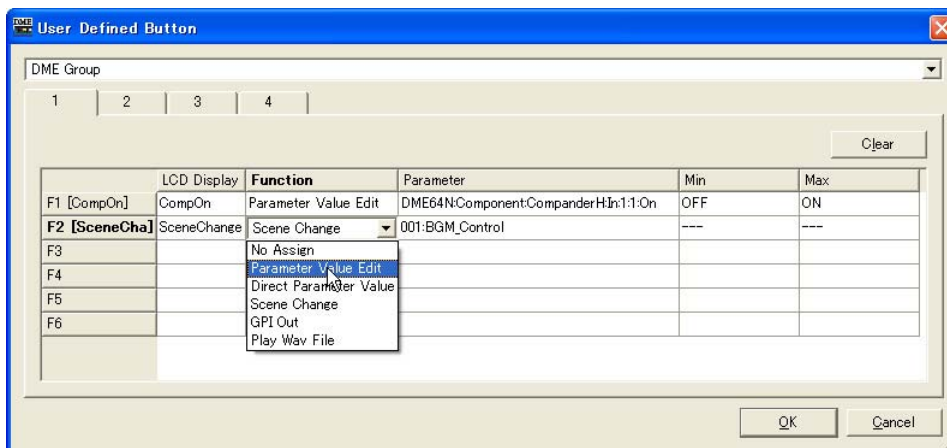 DME User Defined Button
DME Group
1 2 3 4
Clear
LCD Display Function Parameter Min Max
F1 [CompOn] CompOn Parameter Value Edit DME64N:Component:CompanderH:In:1:1:On OFF ON
F2 [SceneCha] SceneChange Scene Change 001:BGM_Control --- ---
F3 No Assign
F4 Parameter Value Edit
Direct Parameter Value
F5 Scene Change
F6 GPI Out
Play Wav File
OK Cancel